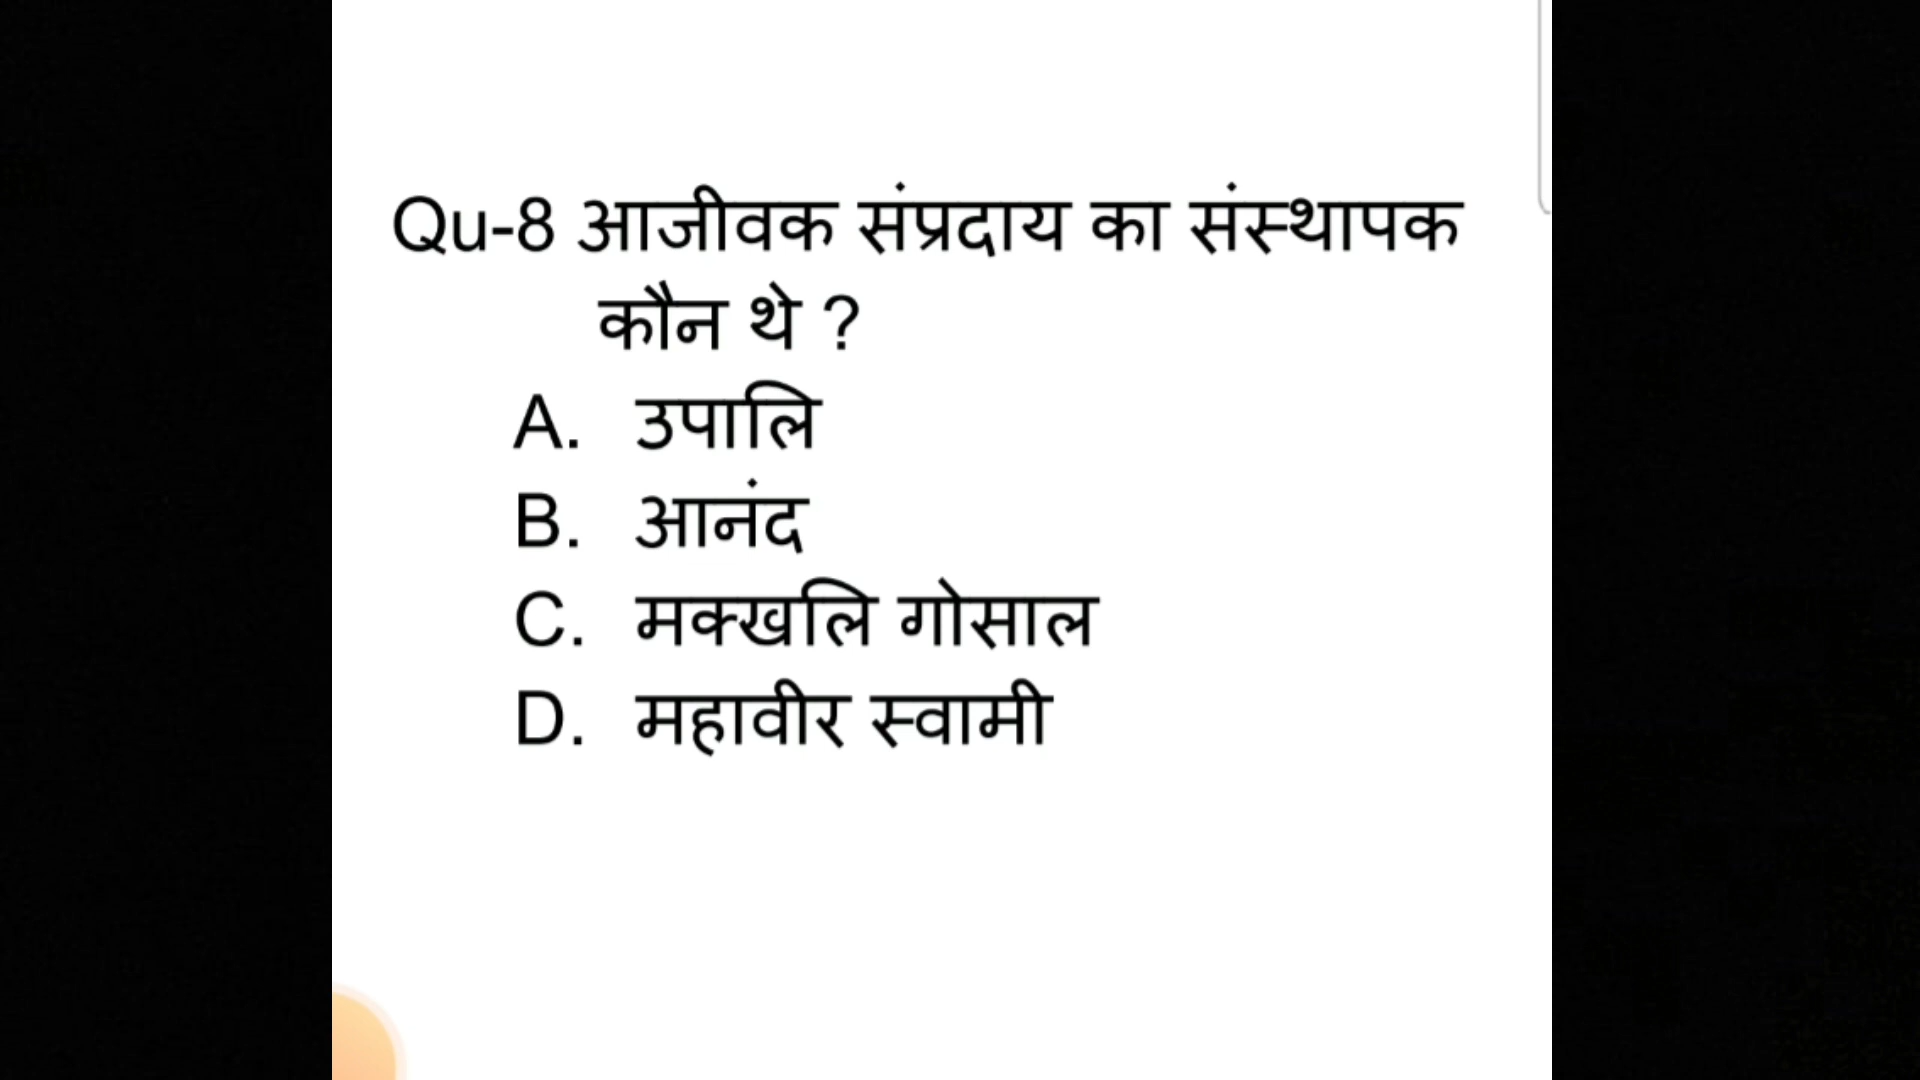 Qu-8 आजीवक संप्रदाय का संस्थापक
कौन थे ?
A. उपालि
B. आनंद
C. मक्खलि गोसाल
D. महावीर स्वामी